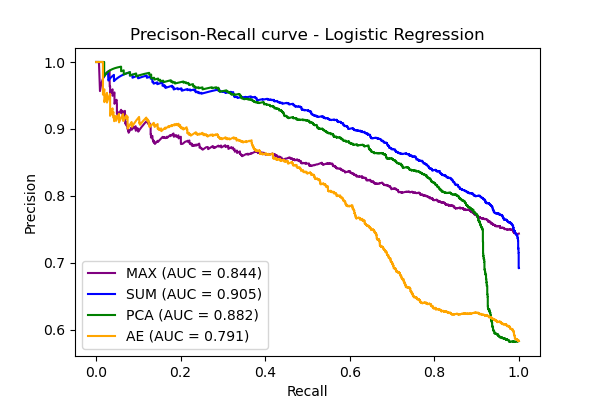 Precison-Recall curve - Logistic Regression
1.0
0.9
0.8
0.7
0.6
Precision
MAX (AUC = 0.844)
SUM (AUC = 0.905)
PCA (AUC = 0.882)
AE (AUC = 0.791)
0.0 0.2 0.4 0.6 0.8 1.0
Recall